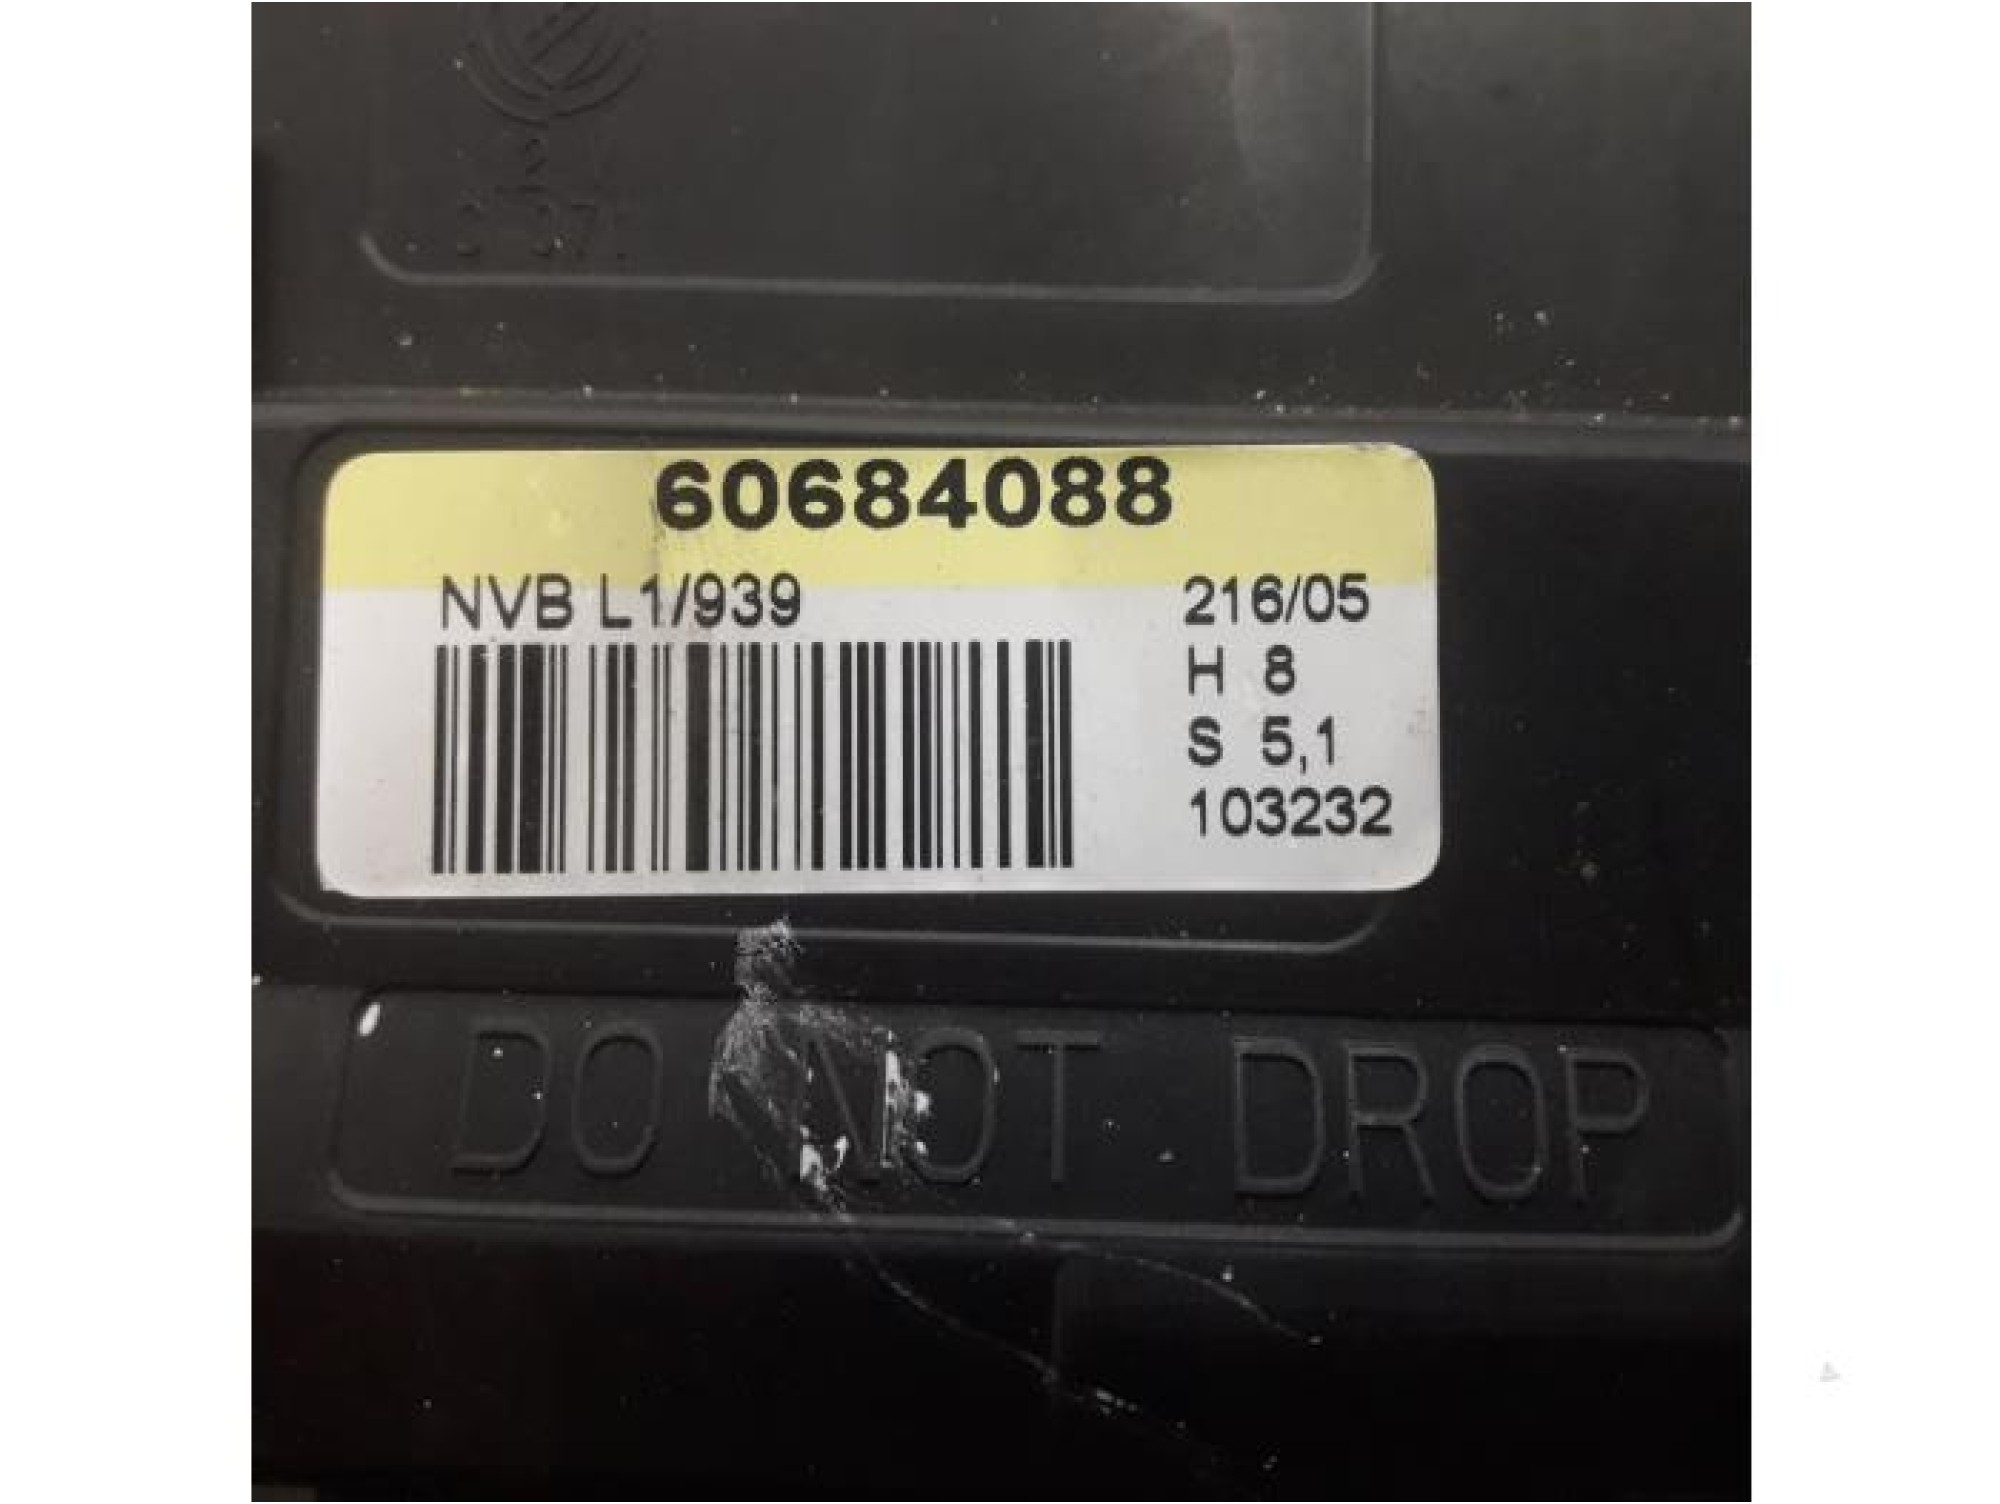 60684088
NVB L1/939
216/05
H 8
S 5,1
103232
DO NOT DROP